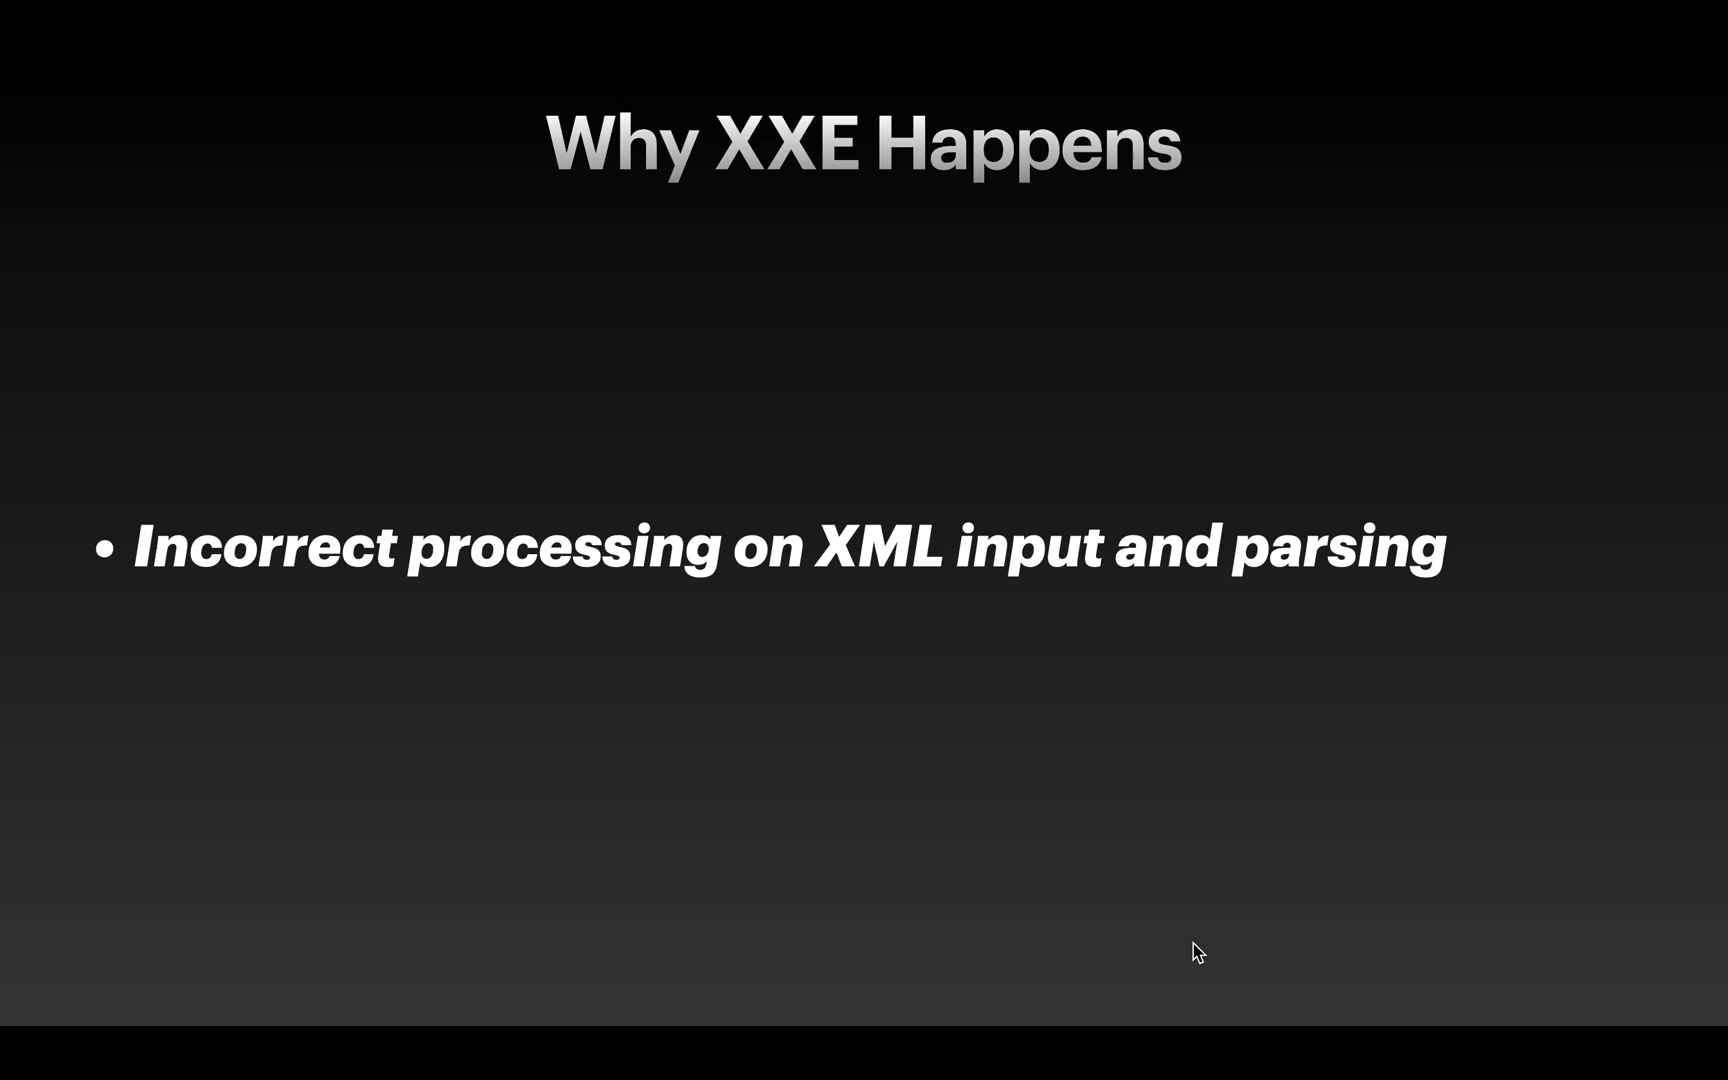 Why XXE Happens
• Incorrect processing on XML input and parsing